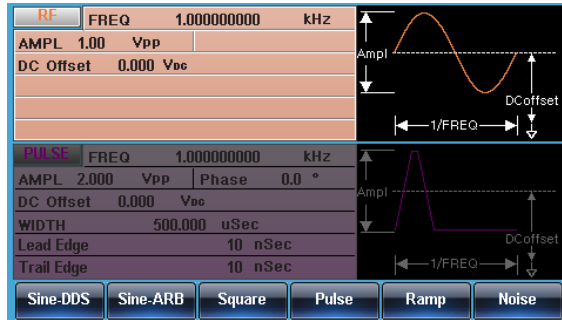 RF FREQ 1.000000000 kHz
AMPL 1.00 Vpp
DC Offset 0.000 VDC
Ampl
DCoffset
1/FREQ
PULSE FREQ 1.000000000 kHz
AMPL 2.000 Vpp Phase 0.0 °
DC Offset 0.000 VDC
WIDTH 500.000 uSec
Lead Edge 10 nSec
Trail Edge 10 nSec
Ampl
DCoffset
1/FREQ
Sine-DDS Sine-ARB Square Pulse Ramp Noise